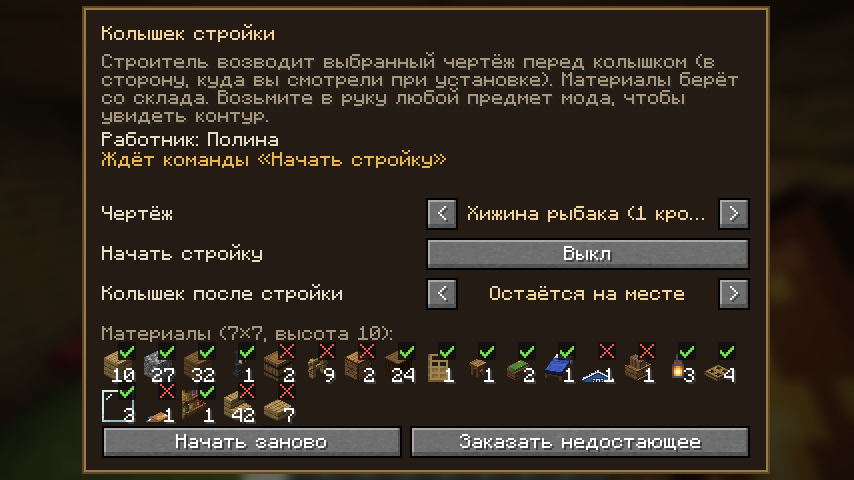 Колышек стройки
Строитель возводит выбранный чертёж перед колышком (в
сторону, куда вы смотрели при установке). Материалы берёт
со склада. Возьмите в руку любой предмет мода, чтобы
увидеть контур.
Работник: Полина
Ждёт команды «Начать стройку»
Чертёж < Хижина рыбака (1 кро... >
Начать стройку Выкл
Колышек после стройки < Остаётся на месте >
Материалы (7×7, высота 10):
10 27 32 1 2 9 2 24 1 1 2 1 1 1 3 4
3 1 1 42 7
Начать заново Заказать недостающее